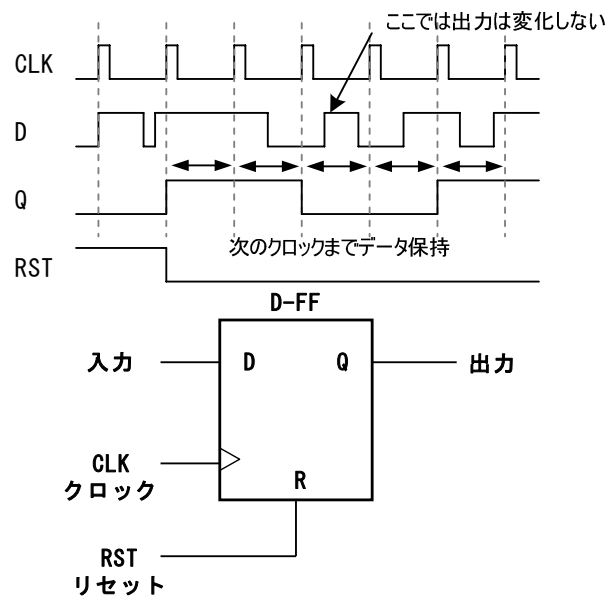 ここでは出力は変化しない
CLK
D
Q
次のクロックまでデータ保持
RST
D-FF
入力
D
Q
出力
CLK
クロック
R
RST
リセット